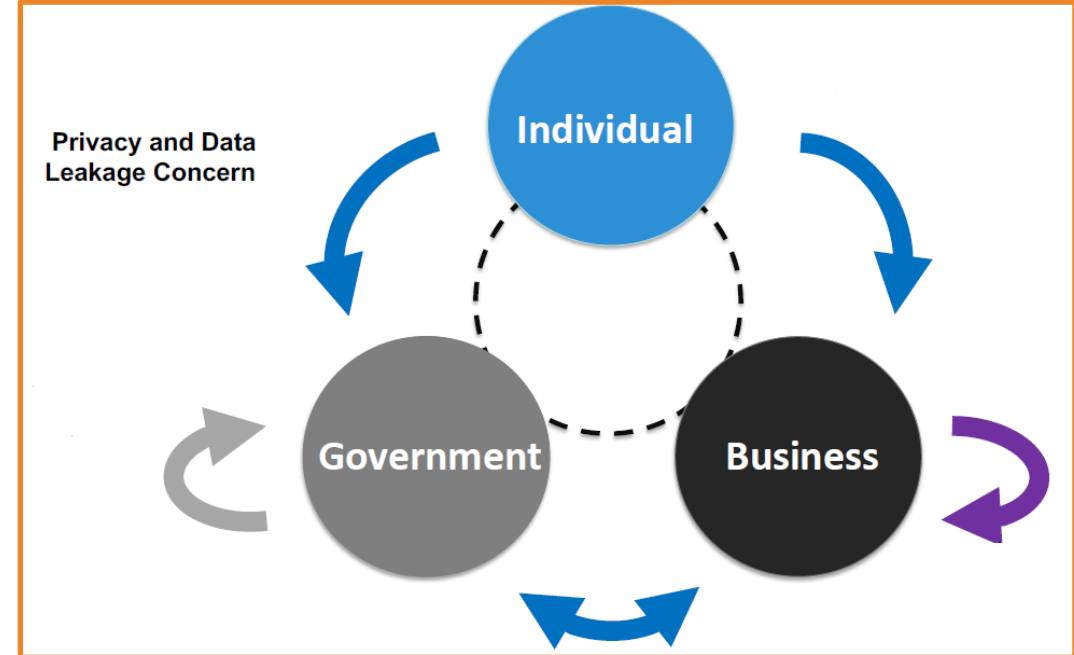 Individual
Privacy and Data
Leakage Concern
Government
Business